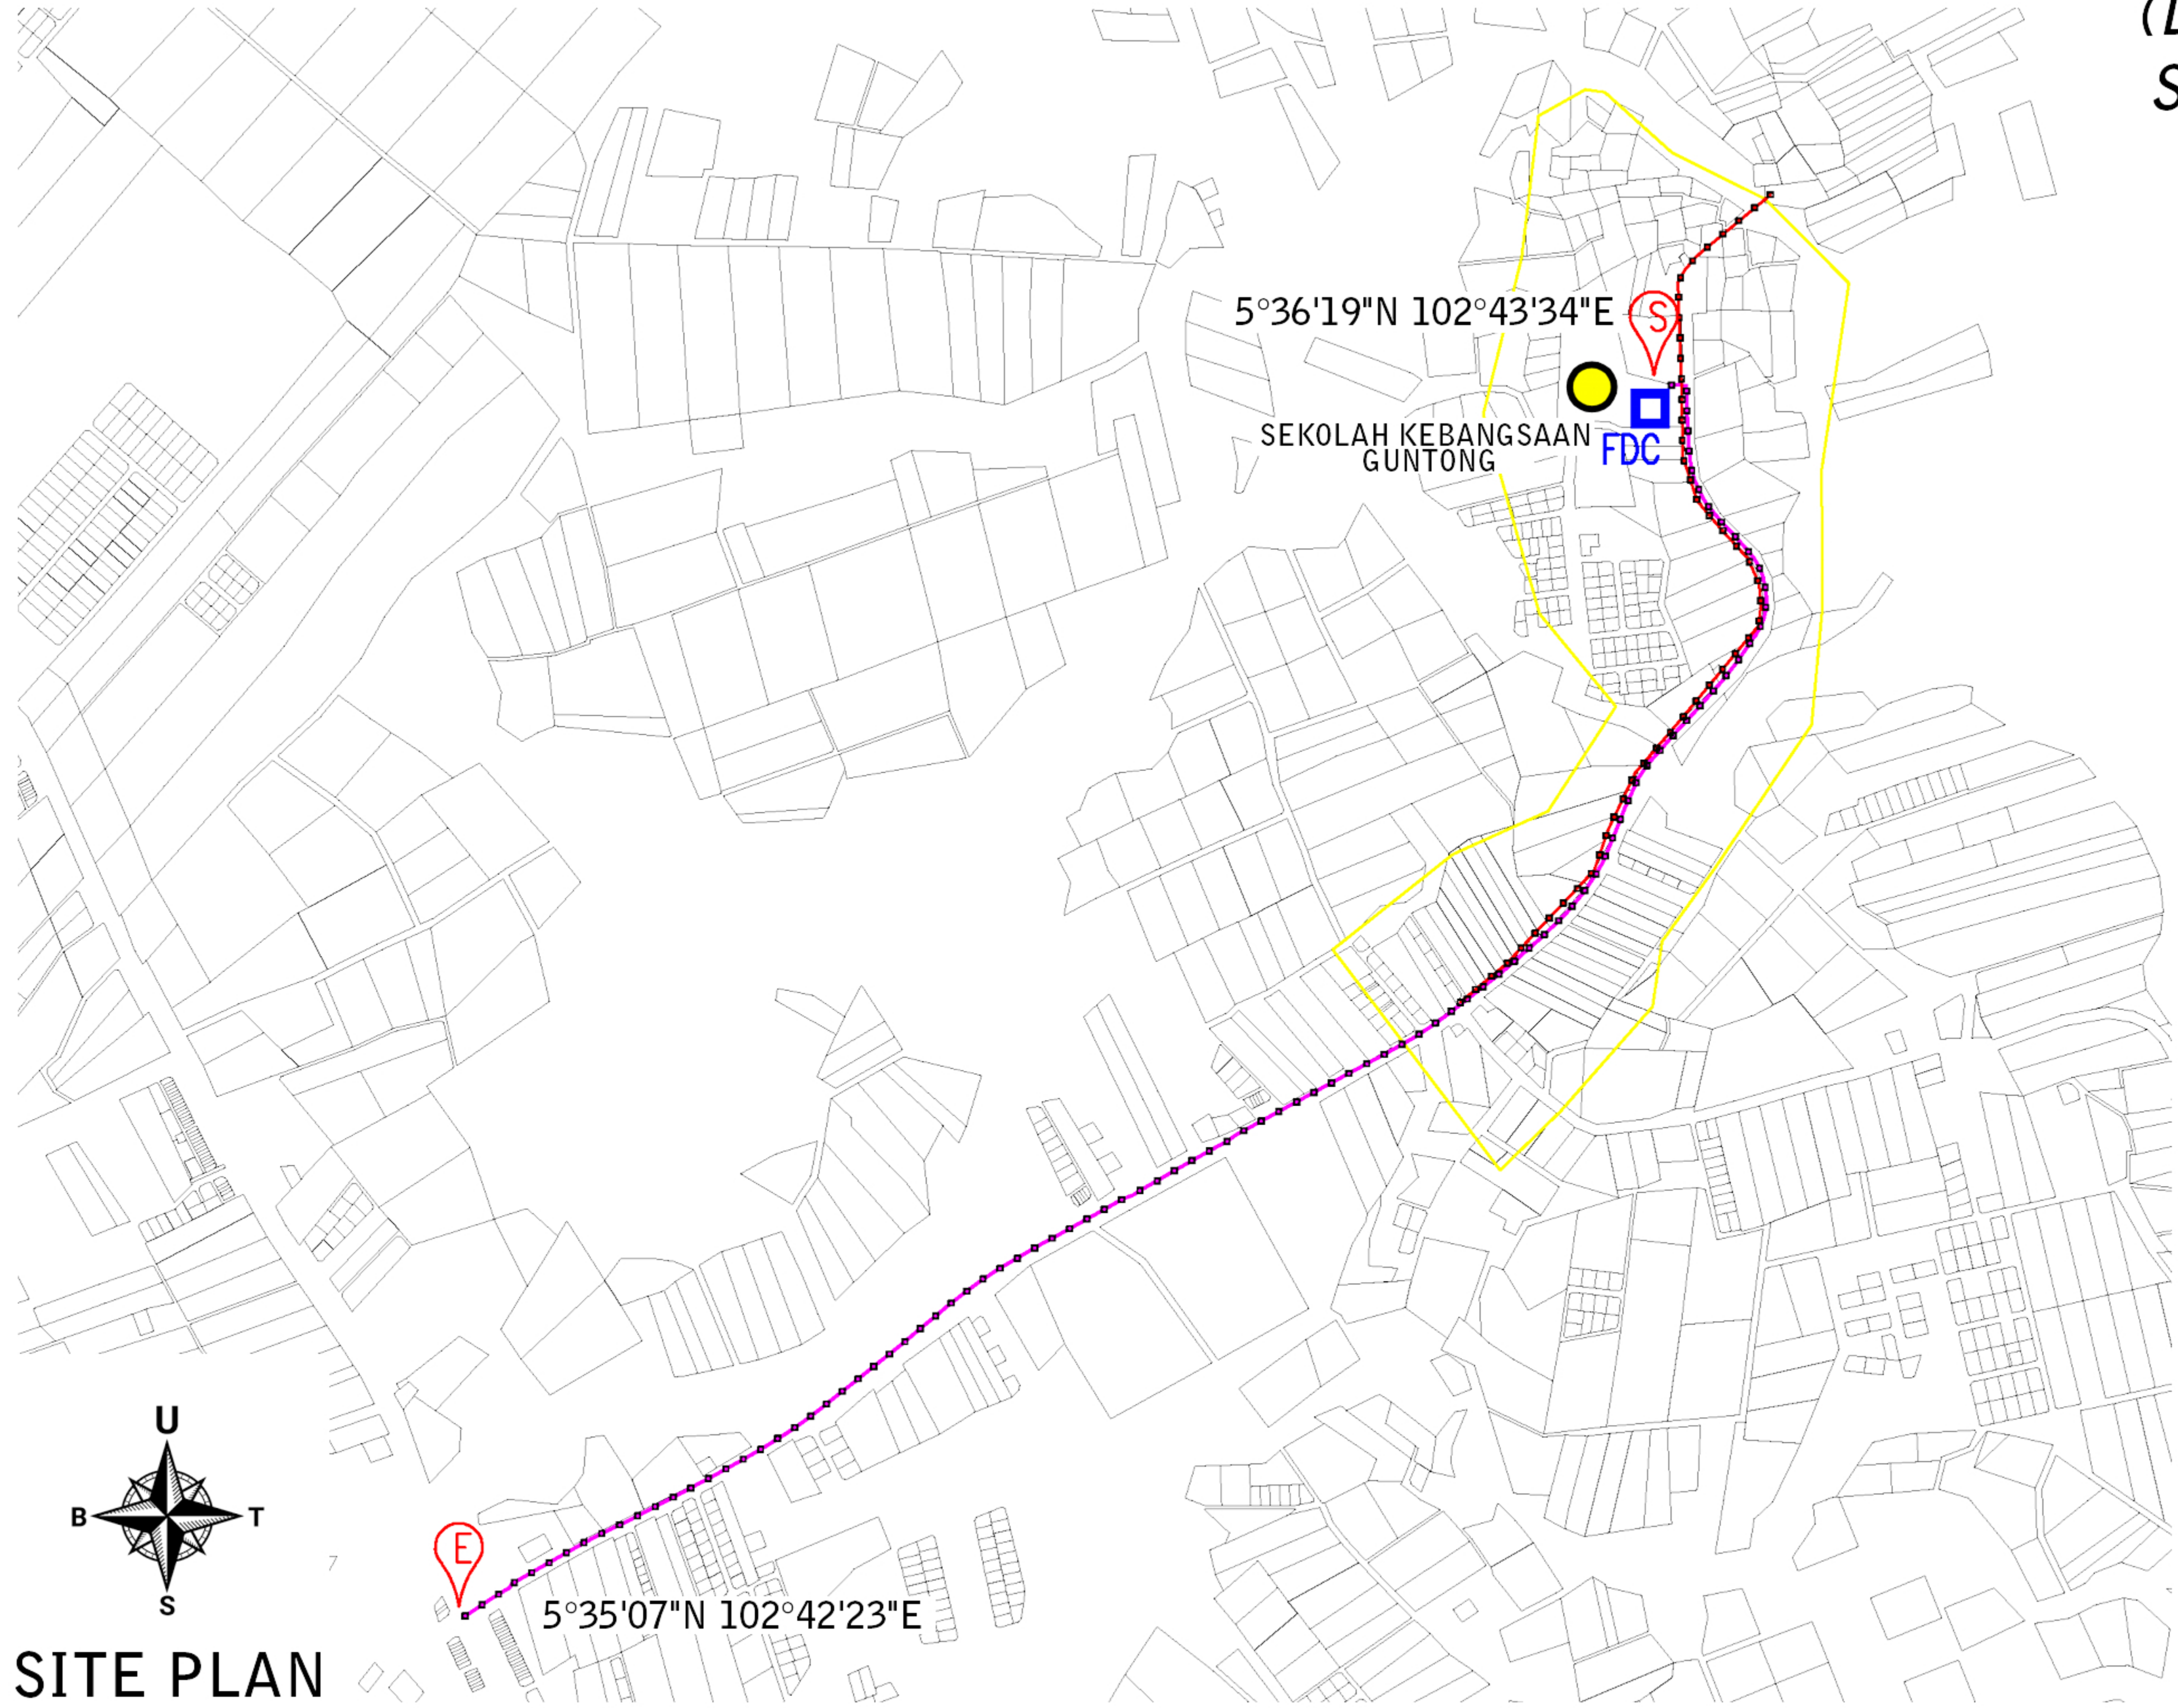 (L
S
5°36'19"N 102°43'34"E
S
SEKOLAH KEBANGSAAN
GUNTONG
FDC
U
B
T
S
E
5°35'07"N 102°42'23"E
SITE PLAN